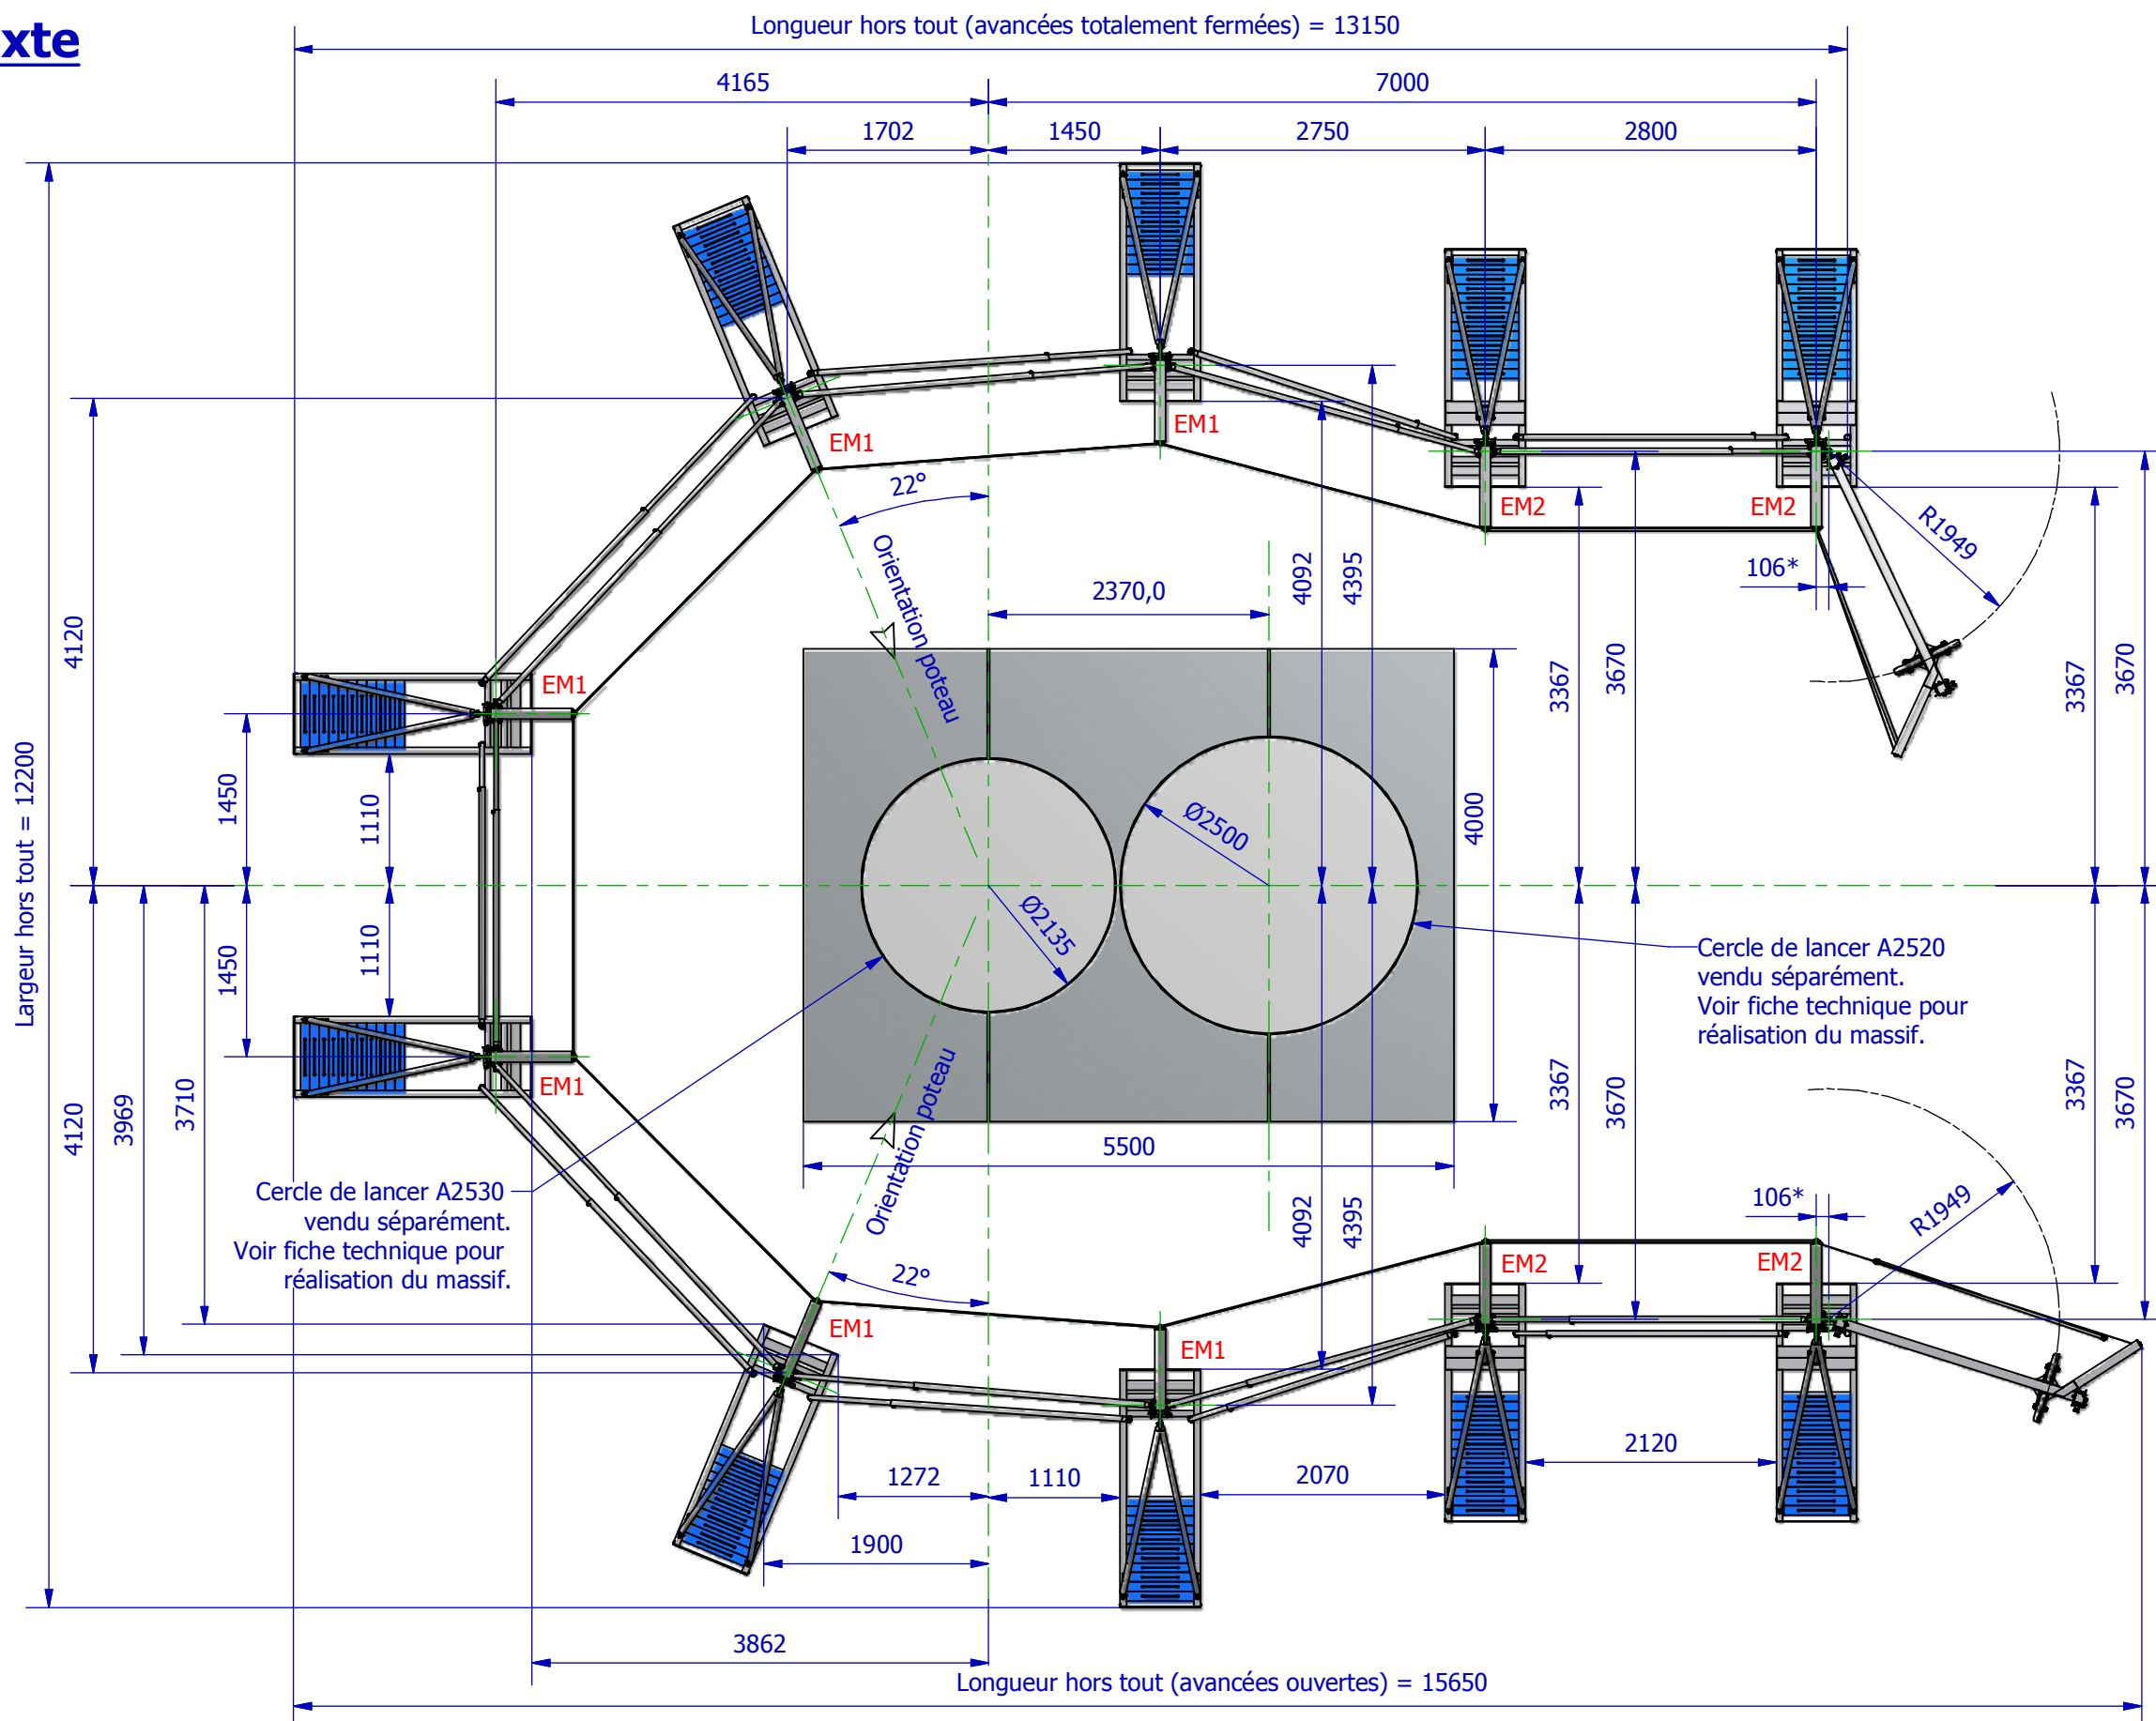 xte
Longueur hors tout (avancées totalement fermées) = 13150
4165
7000
1702
1450
2750
2800
EM1
EM1
EM2
EM2
22°
Orientation poteau
R1949
106*
2370,0
4092
4395
3367
3670
3367
3670
4120
EM1
1450
1110
Largeur hors tout = 12200
Ø2500
4000
Ø2135
1450
1110
Cercle de lancer A2520
vendu séparément.
Voir fiche technique pour
réalisation du massif.
EM1
3710
3969
4120
Orientation poteau
5500
3367
3670
3367
3670
Cercle de lancer A2530
vendu séparément.
Voir fiche technique pour
réalisation du massif.
4092
4395
106*
R1949
22°
EM1
EM1
EM2
EM2
1272
1110
2070
2120
1900
3862
Longueur hors tout (avancées ouvertes) = 15650